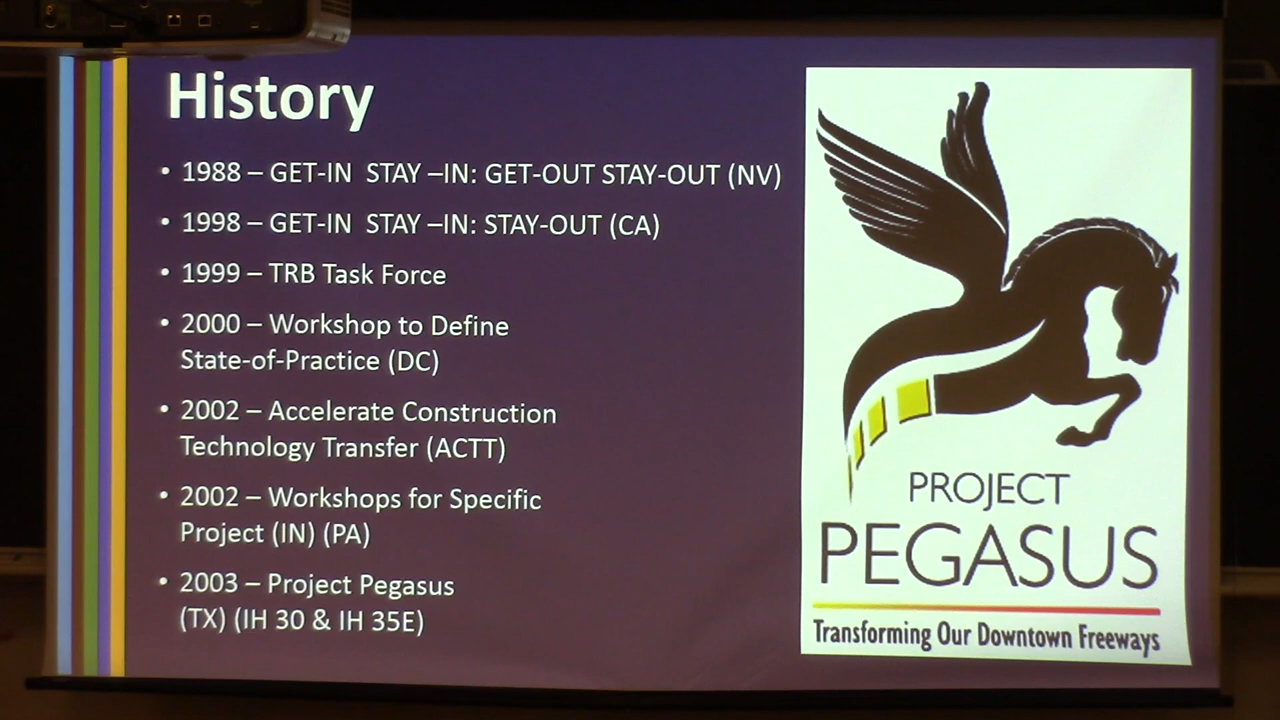 History
• 1988 – GET-IN  STAY –IN: GET-OUT STAY-OUT (NV)
• 1998 – GET-IN  STAY –IN: STAY-OUT (CA)
• 1999 – TRB Task Force
• 2000 – Workshop to Define
State-of-Practice (DC)
• 2002 – Accelerate Construction
Technology Transfer (ACTT)
• 2002 – Workshops for Specific
Project (IN) (PA)
• 2003 – Project Pegasus
(TX) (IH 30 & IH 35E)
PROJECT
PEGASUS
Transforming Our Downtown Freeways